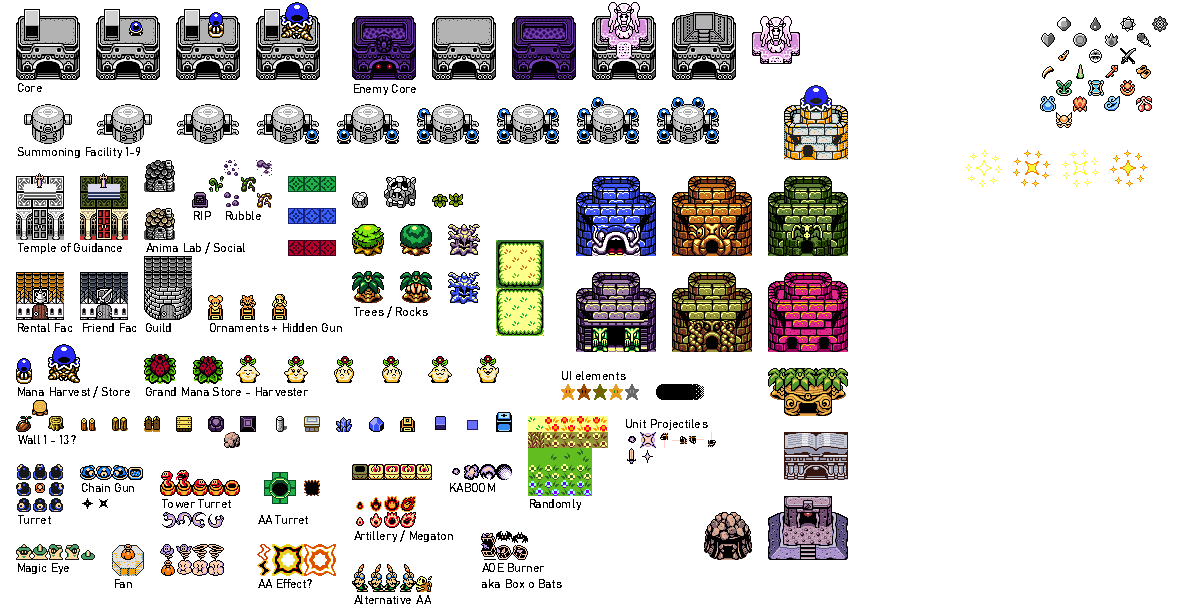 Core
Enemy Core
Summoning Facility 1-9
RIP
Rubble
Temple of Guidance
Anima Lab / Social
Rental Fac
Friend Fac
Guild
Ornaments + Hidden Gun
Trees / Rocks
Mana Harvest / Store
Grand Mana Store - Harvester
UI elements
Wall 1 - 13?
Unit Projectiles
Turret
Chain Gun
Tower Turret
AA Turret
KABOOM
Randomly
Artillery / Megaton
Magic Eye
Fan
AA Effect?
AOE Burner
aka Box o Bats
Alternative AA